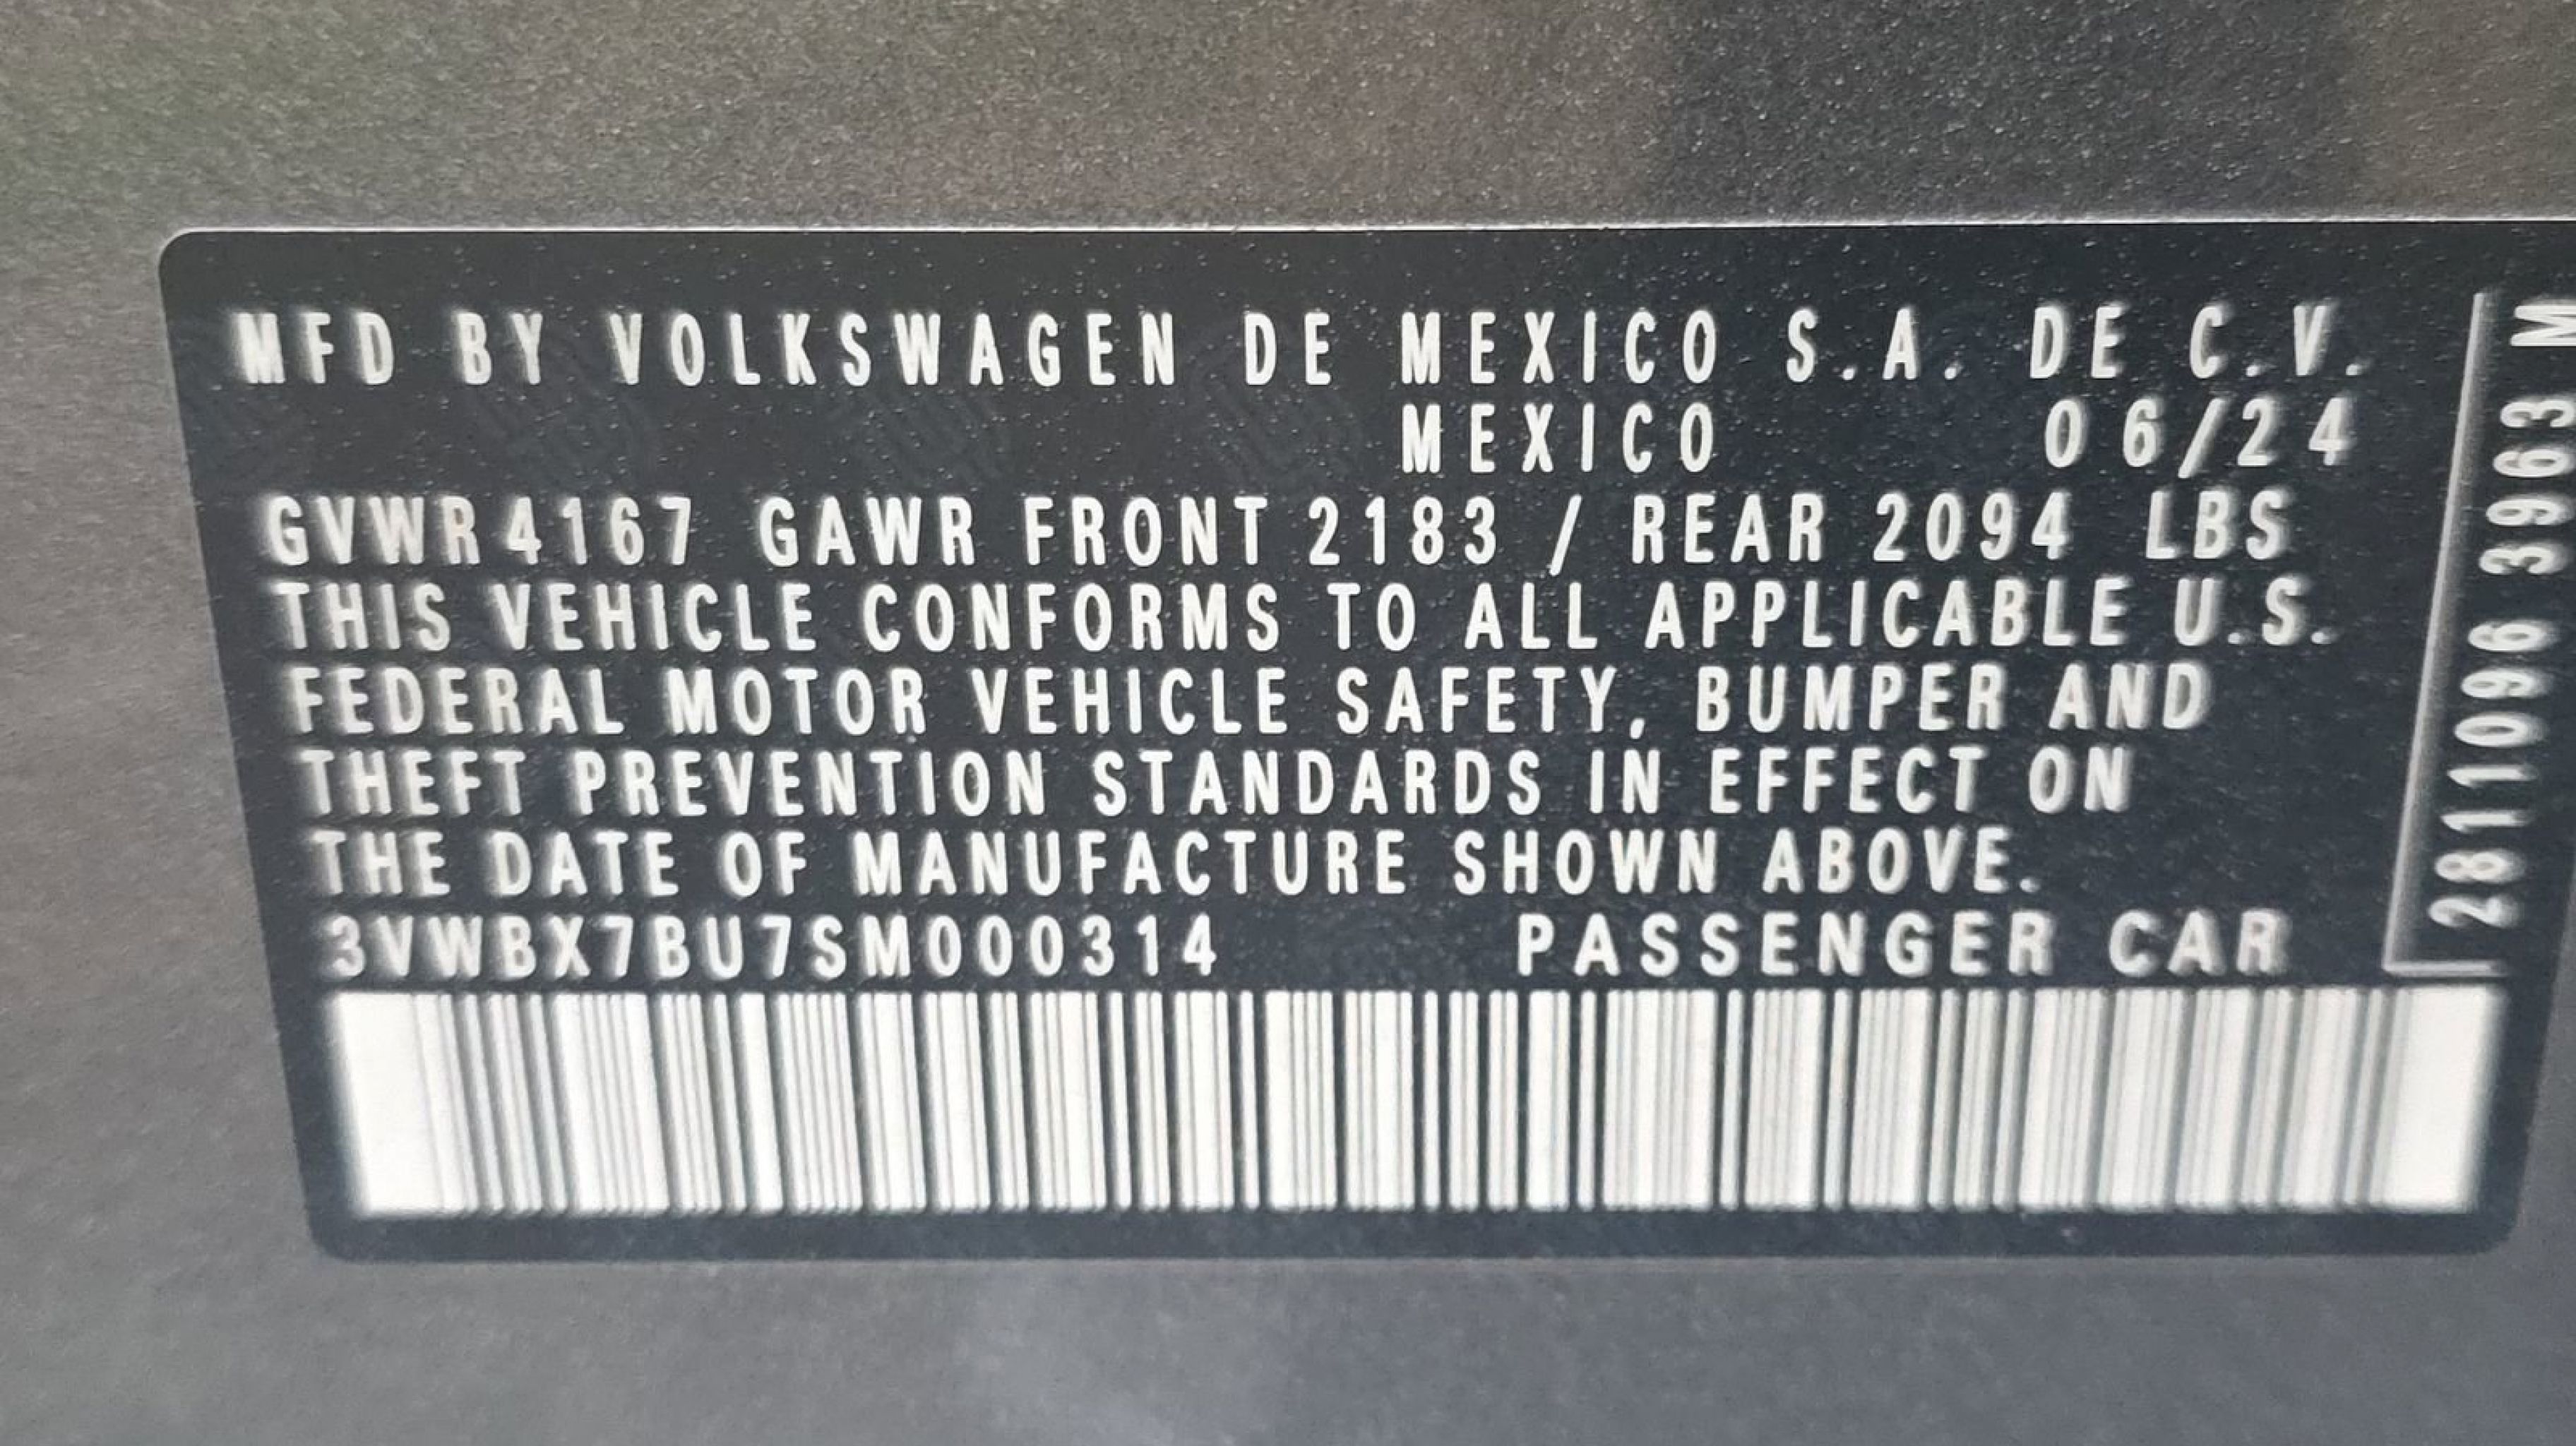 MFD BY VOLKSWAGEN DE MEXICO S.A. DE C.V.
MEXICO 06/24
GVWR 4167 GAWR FRONT 2183 / REAR 2094 LBS
THIS VEHICLE CONFORMS TO ALL APPLICABLE U.S.
FEDERAL MOTOR VEHICLE SAFETY, BUMPER AND
THEFT PREVENTION STANDARDS IN EFFECT ON
THE DATE OF MANUFACTURE SHOWN ABOVE.
3VWBX7BU7SM000314 PASSENGER CAR
2811096 3963 M